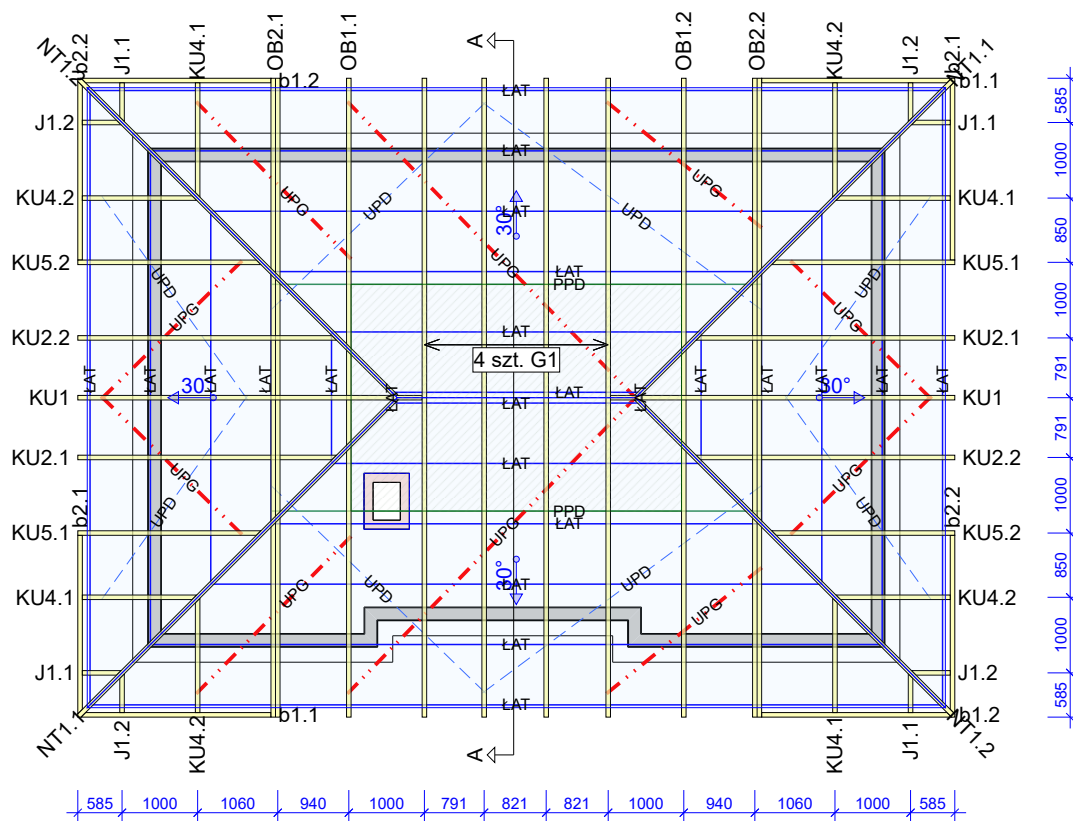 NT1.2
b2.2
J1.1
KU4.1
OB2.1
OB1.1
A
OB1.2
OB2.2
KU4.2
J1.2
b2.1
NT1.1
b1.2
ŁAT
b1.1
585
J1.2
J1.1
ŁAT
1000
KU4.2
UPG
UPD
30°
ŁAT
UPD
UPG
KU4.1
850
KU5.2
UPD
UPG
UPG
ŁAT
PPD
UPG
UPD
KU5.1
1000
KU2.2
ŁAT
4 szt. G1
KU2.1
791
KU1
ŁAT
ŁAT
30°
ŁAT
ŁAT
ŁAT
ŁAT
ŁAT
ŁAT
ŁAT
ŁAT
30°
ŁAT
ŁAT
KU1
791
KU2.1
ŁAT
KU2.2
1000
b2.1
KU5.1
UPD
UPG
PPD
ŁAT
UPG
UPG
UPD
b2.2
KU5.2
850
KU4.1
UPG
UPD
30°
ŁAT
UPD
UPG
KU4.2
1000
J1.1
ŁAT
J1.2
585
NT1.1
b1.1
ŁAT
b1.2
NT1.2
J1.2
KU4.2
A
KU4.1
J1.1
585
1000
1060
940
1000
791
821
821
1000
940
1060
1000
585